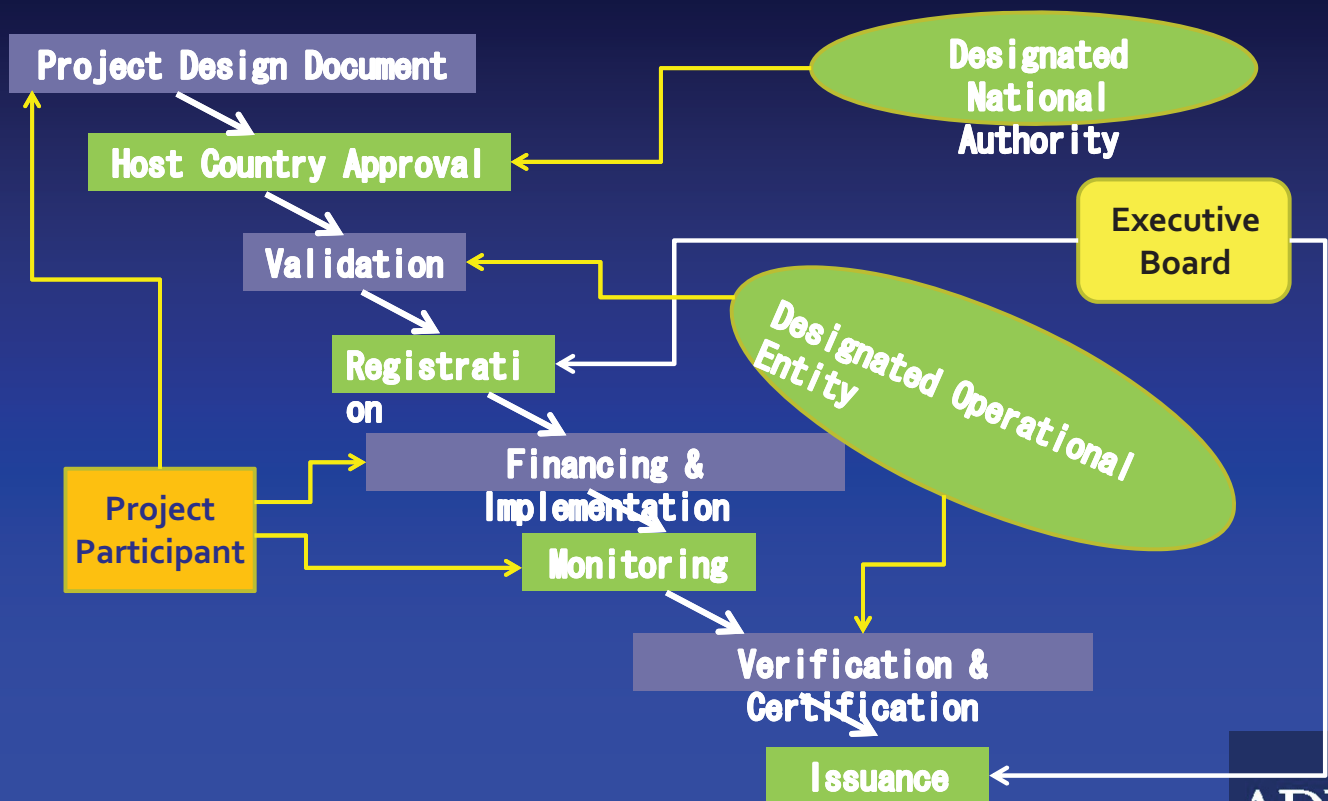 Project Design Document
Designated
National
Authority
Host Country Approval
Executive
Board
Validation
Designated Operational
Entity
Registrati
on
Financing &
Implementation
Project
Participant
Monitoring
Verification &
Certification
Issuance